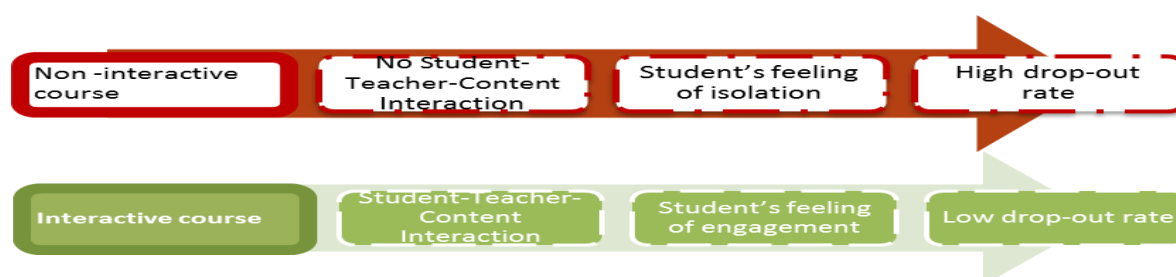 Non -interactive
course
No Student-
Teacher-Content
Interaction
Student’s feeling
of isolation
High drop-out
rate
Interactive course
Student-Teacher-
Content
Interaction
Student’s feeling
of engagement
Low drop-out rate